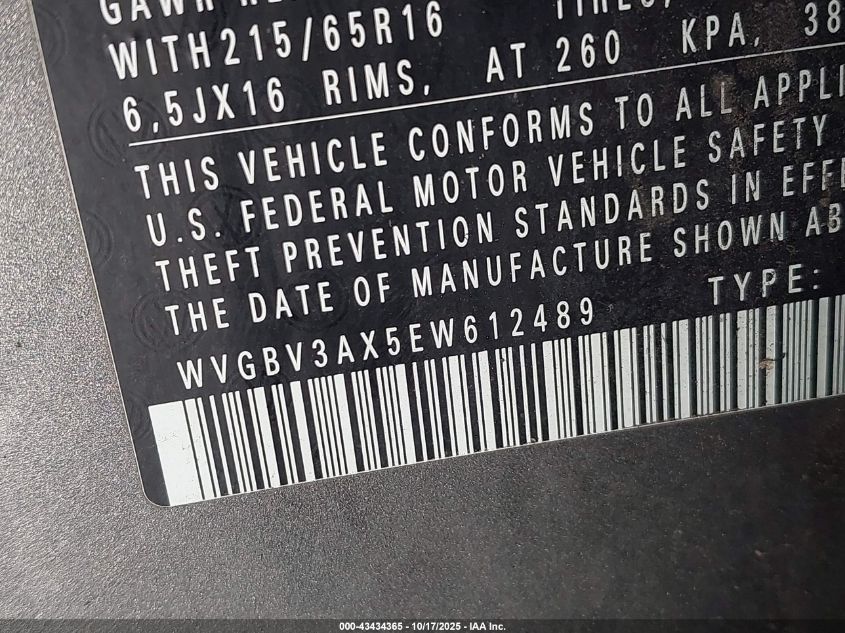 WITH215/65R16
6,5JX16 RIMS, AT 260 KPA, 38
THIS VEHICLE CONFORMS TO ALL
U.S. FEDERAL MOTOR VEHICLE SAFETY
THEFT PREVENTION STANDARDS IN
THE DATE OF MANUFACTURE SHOWN
WVGBV3AX5EW612489 TYPE:
000-43434365 - 10/17/2025 - IAA Inc.